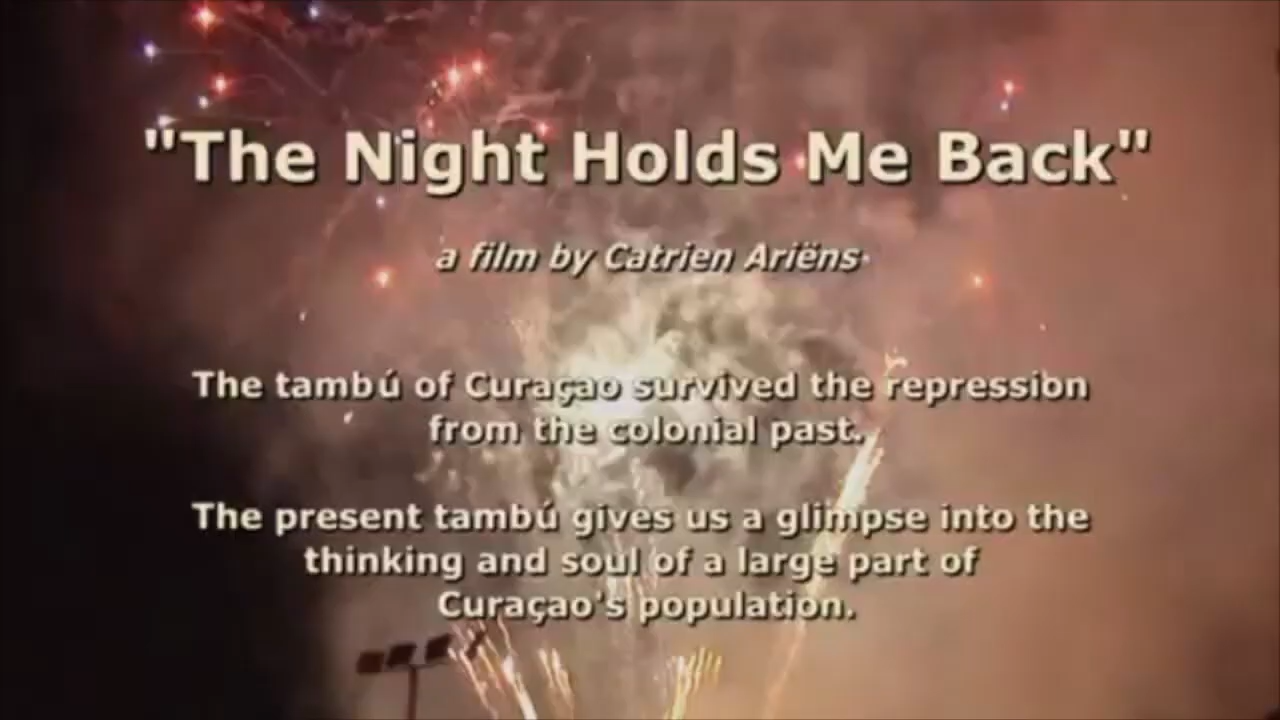 "The Night Holds Me Back"
a film by Catrien Ariëns
The tambú of Curaçao survived the repression
from the colonial past.
The present tambú gives us a glimpse into the
thinking and soul of a large part of
Curaçao's population.